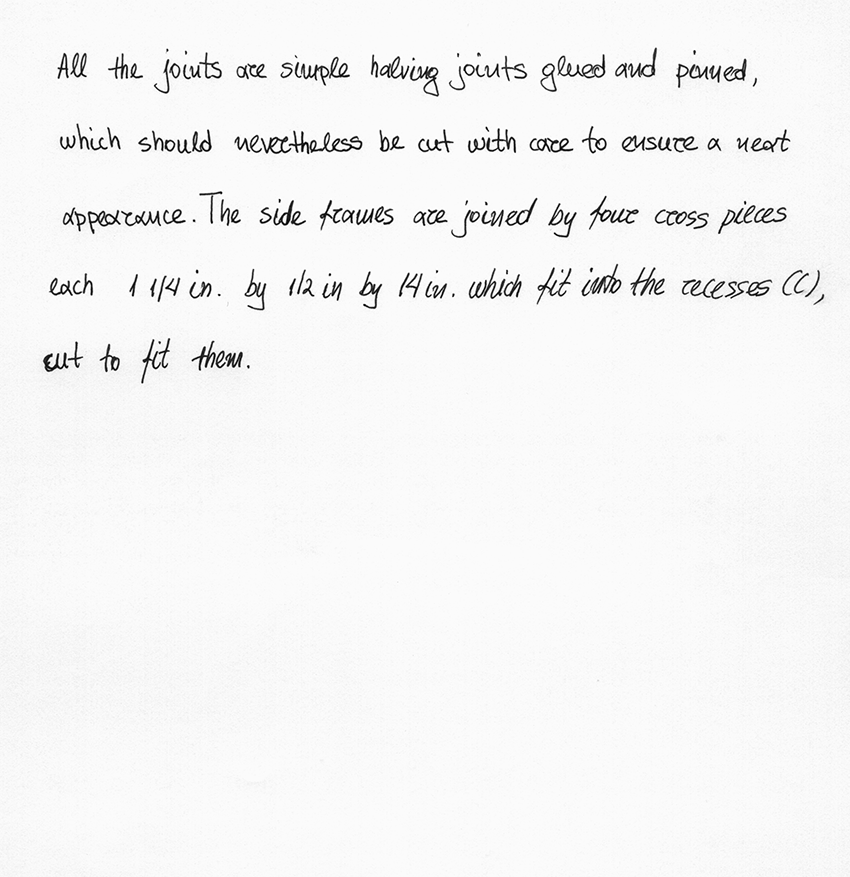 All the joints are simple halving joints glued and pinned,
which should nevertheless be cut with care to ensure a neat
appearance. The side frames are joined by four cross pieces
each 1 1/4 in. by 1/2 in by 14 in. which fit into the recesses (C),
cut to fit them.